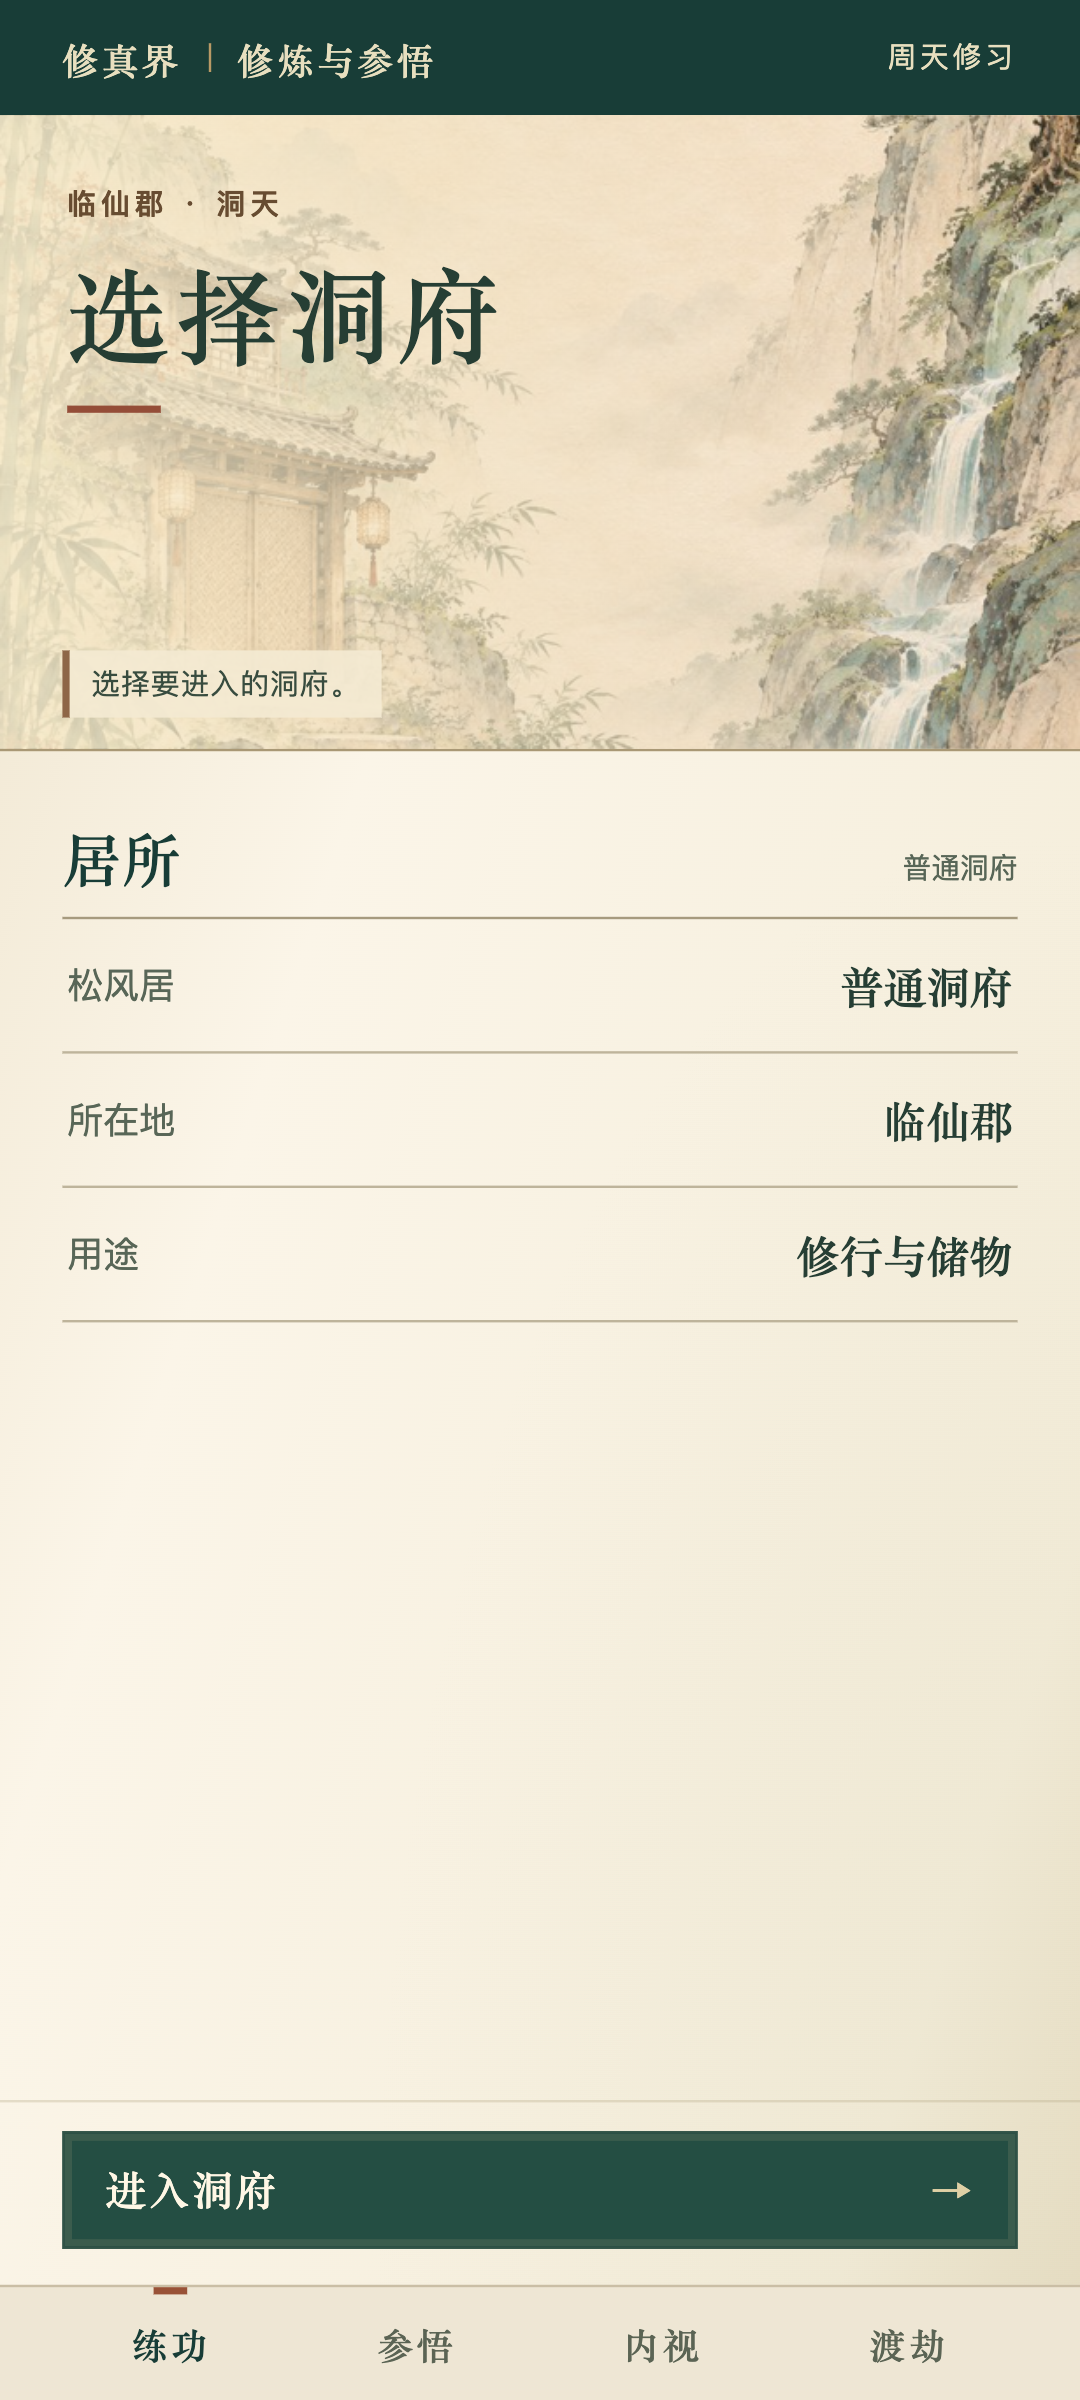 修真界 | 修炼与参悟 周天修习
临仙郡 · 洞天
选择洞府
选择要进入的洞府。
居所 普通洞府
松风居 普通洞府
所在地 临仙郡
用途 修行与储物
进入洞府 →
练功 参悟 内视 渡劫